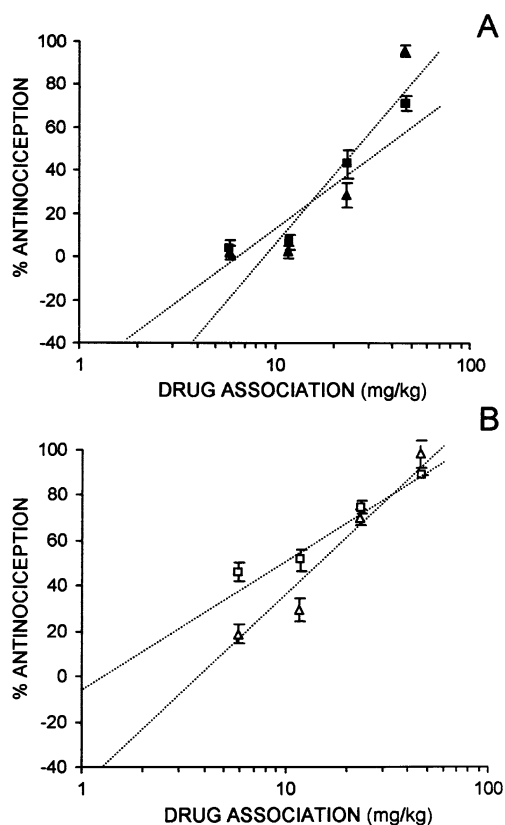 A
100
80
60
40
20
0
-20
-40
% ANTINOCICEPTION
1 10 100
DRUG ASSOCIATION (mg/kg)
B
100
80
60
40
20
0
-20
-40
% ANTINOCICEPTION
1 10 100
DRUG ASSOCIATION (mg/kg)